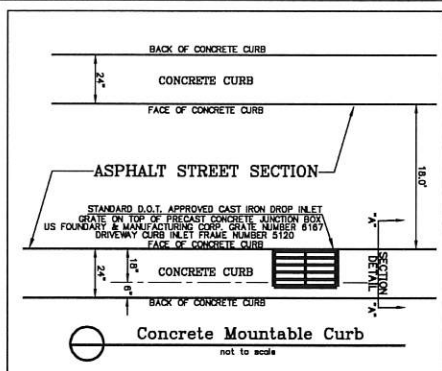 BACK OF CONCRETE CURB
24"
CONCRETE CURB
FACE OF CONCRETE CURB
18.0'
ASPHALT STREET SECTION
STANDARD D.O.T. APPROVED CAST IRON DROP INLET
GRATE ON TOP OF PRECAST CONCRETE JUNCTION BOX
US FOUNDARY & MANUFACTURING CORP. GRATE NUMBER 6167
DRIVEWAY CURB INLET FRAME NUMBER 5120
FACE OF CONCRETE CURB
"A"
SECTION
DETAIL
"A"
18"
24"
CONCRETE CURB
6"
BACK OF CONCRETE CURB
Concrete Mountable Curb
not to scale